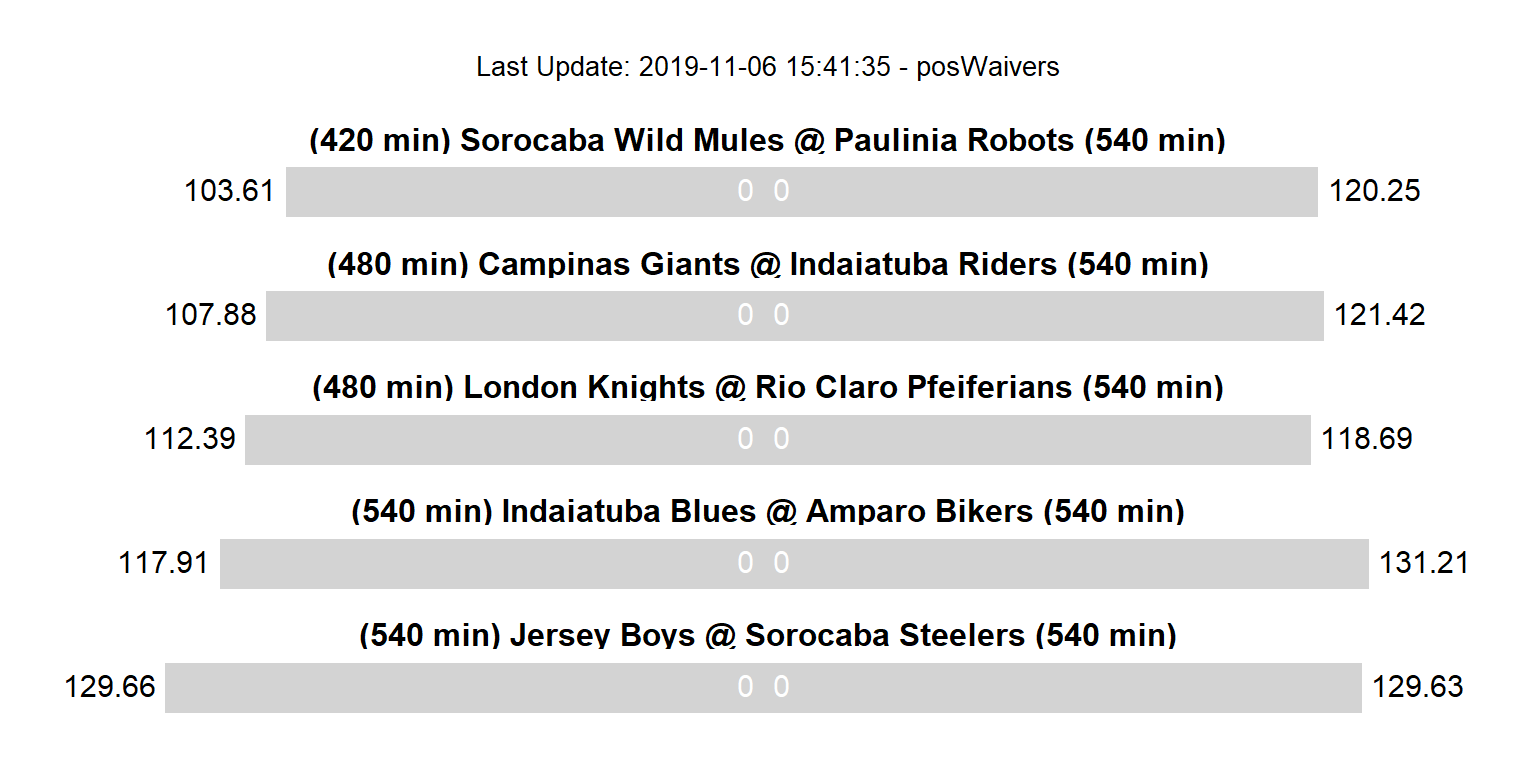 Last Update: 2019-11-06 15:41:35 - posWaivers
(420 min) Sorocaba Wild Mules @ Paulinia Robots (540 min)
103.61 0 0 120.25
(480 min) Campinas Giants @ Indaiatuba Riders (540 min)
107.88 0 0 121.42
(480 min) London Knights @ Rio Claro Pfeiferians (540 min)
112.39 0 0 118.69
(540 min) Indaiatuba Blues @ Amparo Bikers (540 min)
117.91 0 0 131.21
(540 min) Jersey Boys @ Sorocaba Steelers (540 min)
129.66 0 0 129.63